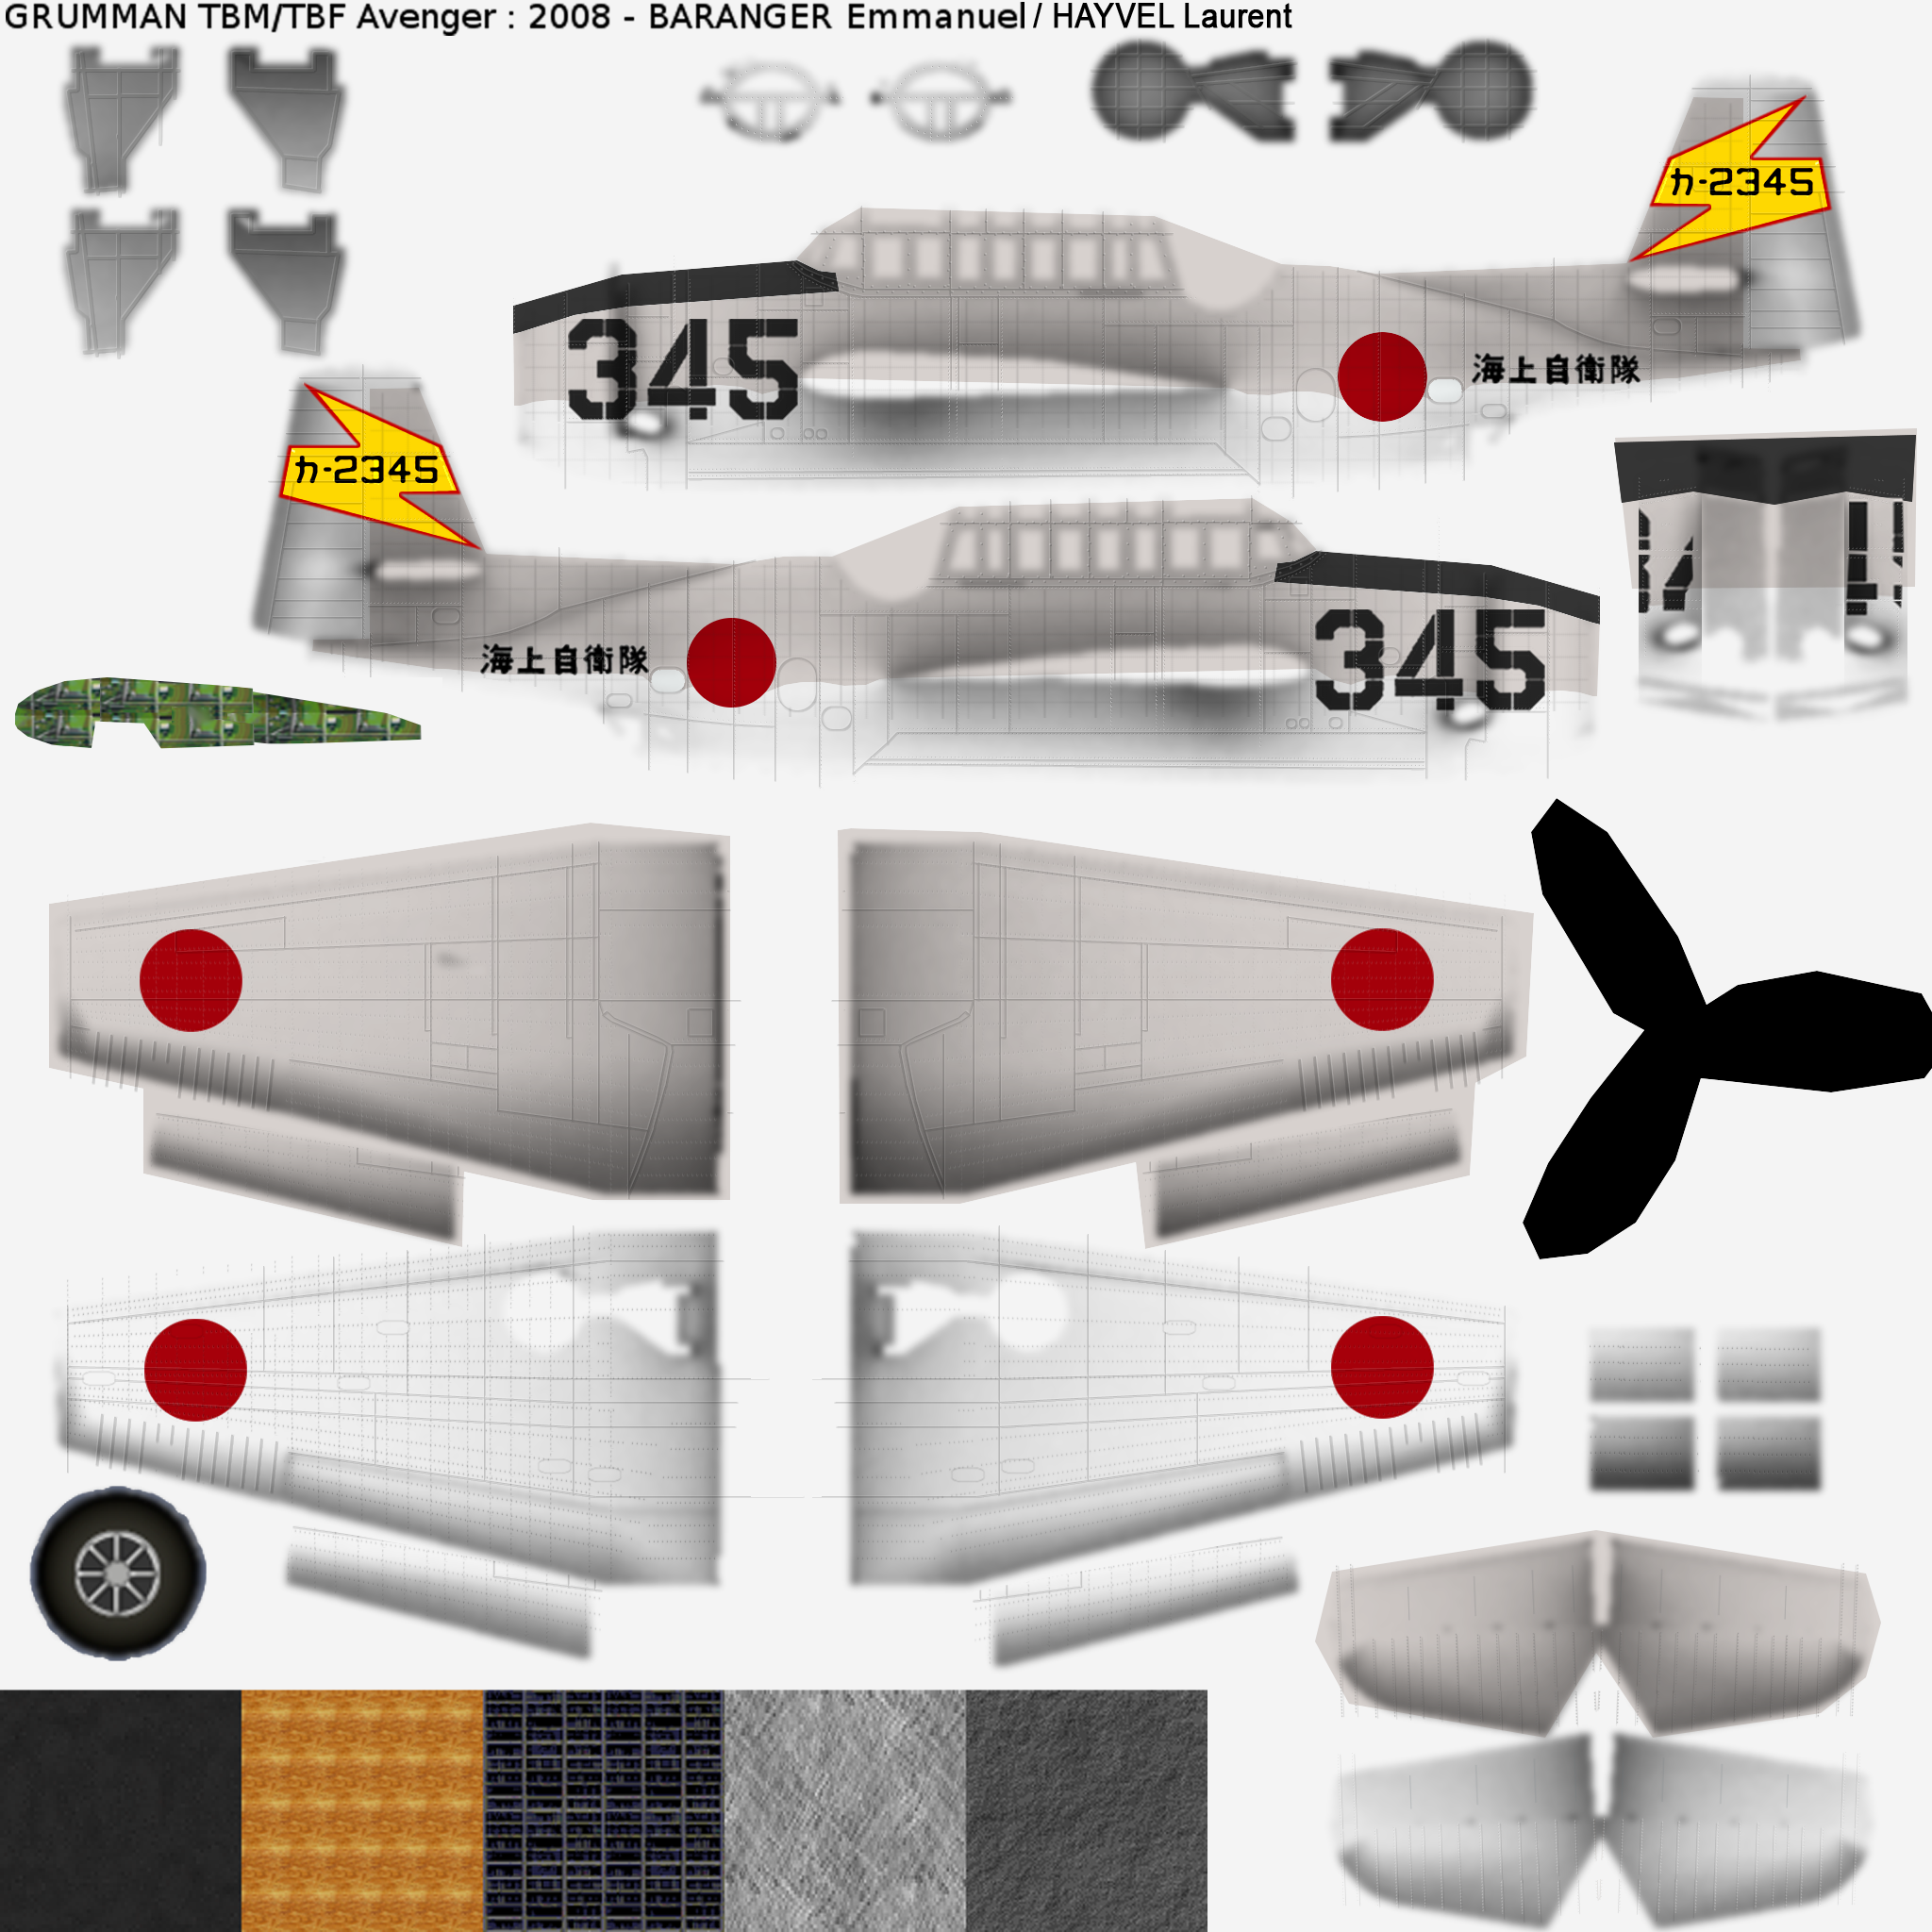 GRUMMAN TBM/TBF Avenger : 2008 - BARANGER Emmanuel / HAYVEL Laurent
カ-2345
345
海上自衛隊
カ-2345
345
海上自衛隊